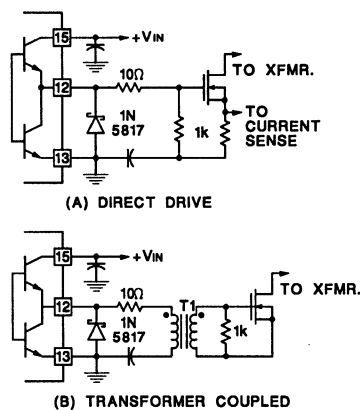 15
+VIN
10Ω
12
TO XFMR.
1N
5817
1k
TO
CURRENT
SENSE
13
(A) DIRECT DRIVE
15
+VIN
10Ω
T1
12
TO XFMR.
1N
5817
1k
13
(B) TRANSFORMER COUPLED